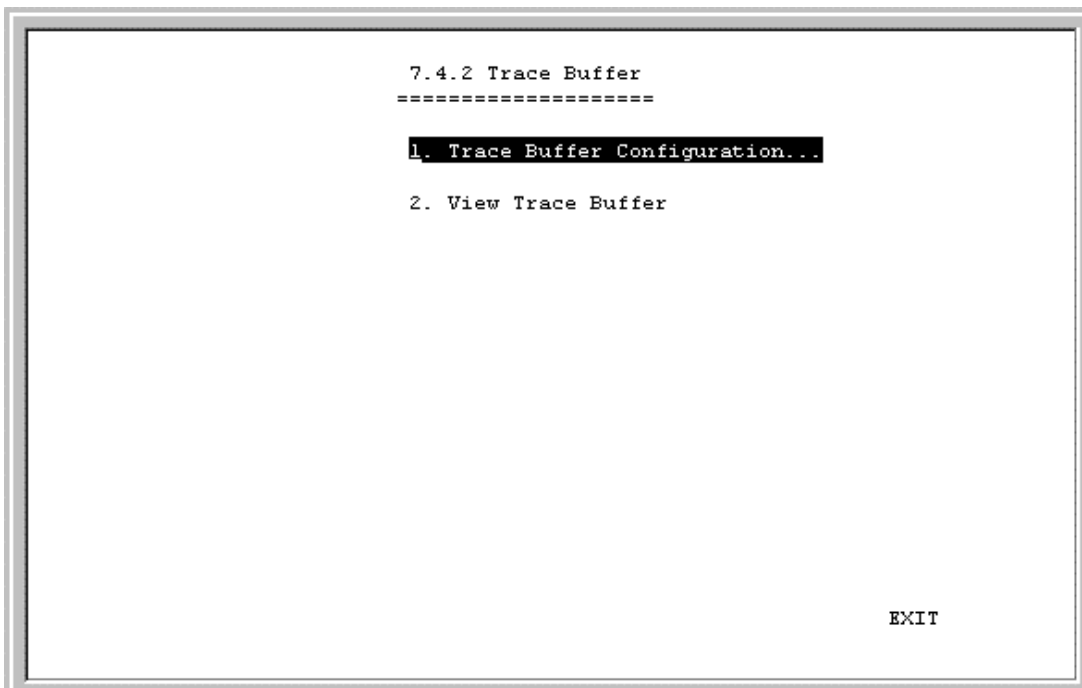 7.4.2 Trace Buffer
====================
1. Trace Buffer Configuration...
2. View Trace Buffer
EXIT